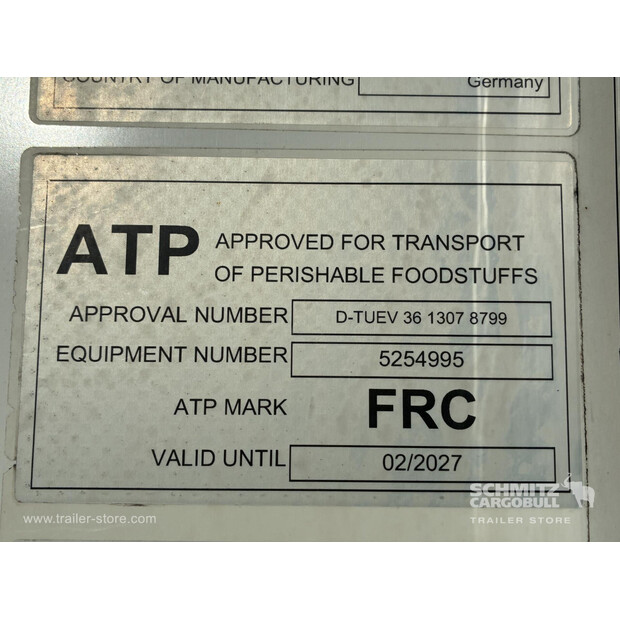 COUNTRY OF MANUFACTURING Germany
ATP APPROVED FOR TRANSPORT
OF PERISHABLE FOODSTUFFS
APPROVAL NUMBER D-TUEV 36 1307 8799
EQUIPMENT NUMBER 5254995
ATP MARK FRC
VALID UNTIL 02/2027
SCHMITZ
CARGOBULL
www.trailer-store.com TRAILER STORE